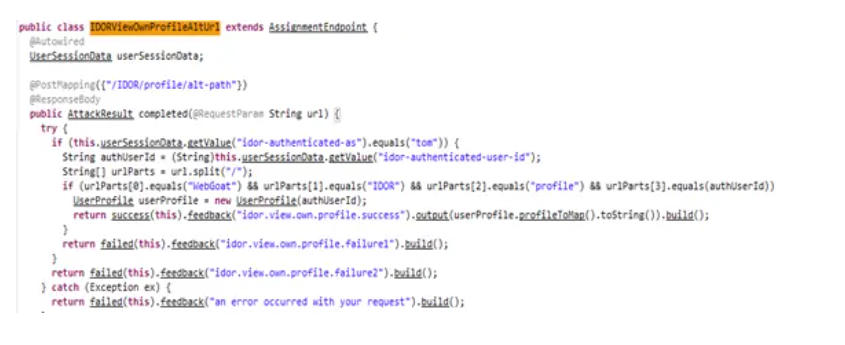 public class IDORViewOwnProfileAltUrl extends AssignmentEndpoint {
@Autowired
UserSessionData userSessionData;
@PostMapping({"/IDOR/profile/alt-path"})
@ResponseBody
public AttackResult completed(@RequestParam String url) {
try {
if (this.userSessionData.getValue("idor-authenticated-as").equals("tom")) {
String authUserId = (String)this.userSessionData.getValue("idor-authenticated-user-id");
String[] urlParts = url.split("/");
if (urlParts[0].equals("WebGoat") && urlParts[1].equals("IDOR") && urlParts[2].equals("profile") && urlParts[3].equals(authUserId))
UserProfile userProfile = new UserProfile(authUserId);
return success(this).feedback("idor.view.own.profile.success").output(userProfile.profileToMap().toString()).build();
}
return failed(this).feedback("idor.view.own.profile.failure1").build();
}
return failed(this).feedback("idor.view.own.profile.failure2").build();
} catch (Exception ex) {
return failed(this).feedback("an error occurred with your request").build();